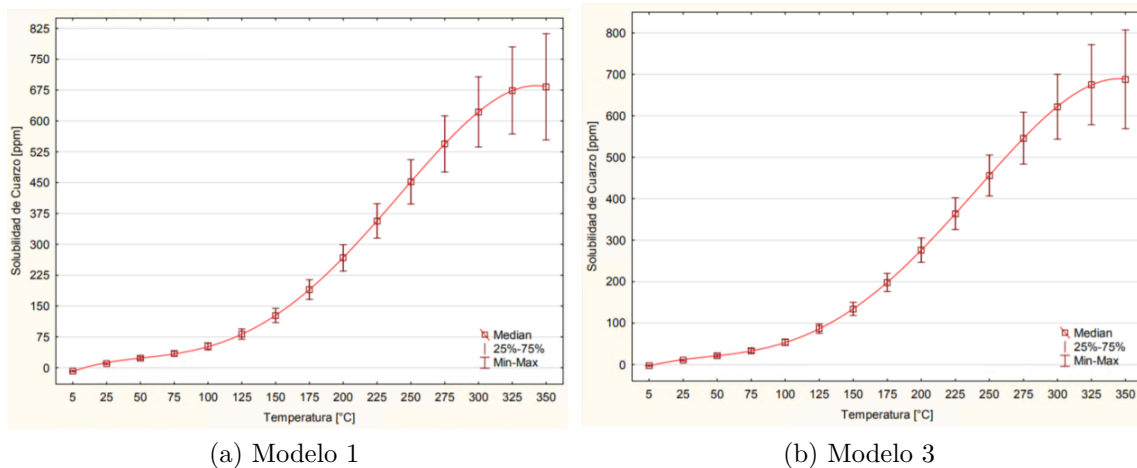 825
750
675
600
525
450
375
300
225
150
75
0
Solubilidad de Cuarzo [ppm]
5 25 50 75 100 125 150 175 200 225 250 275 300 325 350
Temperatura [°C]
Median
25%-75%
Min-Max
(a) Modelo 1
800
700
600
500
400
300
200
100
0
Solubilidad de Cuarzo [ppm]
5 25 50 75 100 125 150 175 200 225 250 275 300 325 350
Temperatura [°C]
Median
25%-75%
Min-Max
(b) Modelo 3